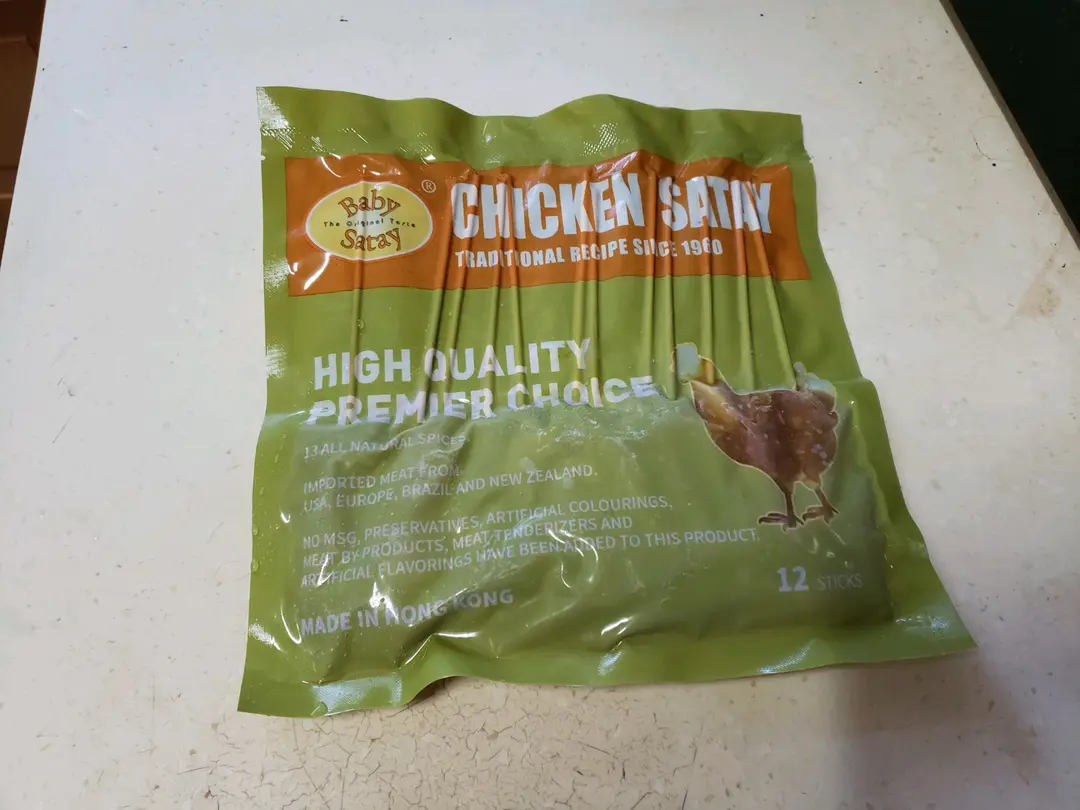 Baby
The Original Taste
Satay
®
CHICKEN SATAY
TRADITIONAL RECIPE SINCE 1960
HIGH QUALITY
PREMIER CHOICE
13 ALL NATURAL SPICES
IMPORTED MEAT FROM
USA, EUROPE, BRAZIL AND NEW ZEALAND.
NO MSG, PRESERVATIVES, ARTIFICIAL COLOURINGS,
MEAT BY-PRODUCTS, MEAT TENDERIZERS AND
ARTIFICIAL FLAVORINGS HAVE BEEN ADDED TO THIS PRODUCT.
12 STICKS
MADE IN HONG KONG